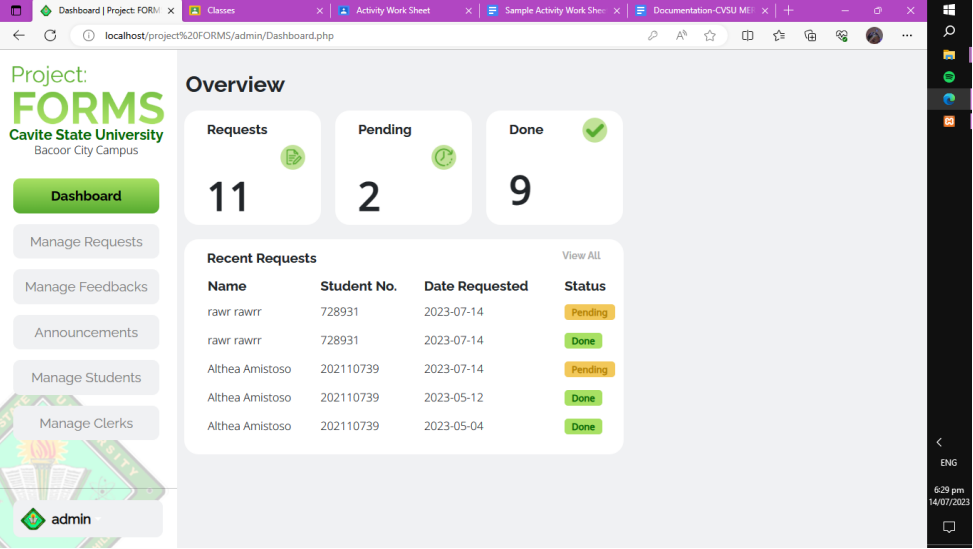 Dashboard | Project: FORM
Classes
Activity Work Sheet
Sample Activity Work She
Documentation-CVSU ME
localhost/project%20FORMS/admin/Dashboard.php
Project:
FORMS
Cavite State University
Bacoor City Campus
Dashboard
Manage Requests
Manage Feedbacks
Announcements
Manage Students
Manage Clerks
admin
Overview
Requests
11
Pending
2
Done
9
Recent Requests View All
Name Student No. Date Requested Status
rawr rawrr 728931 2023-07-14 Pending
rawr rawrr 728931 2023-07-14 Done
Althea Amistoso 202110739 2023-07-14 Pending
Althea Amistoso 202110739 2023-05-12 Done
Althea Amistoso 202110739 2023-05-04 Done
ENG
6:29 pm
14/07/2023